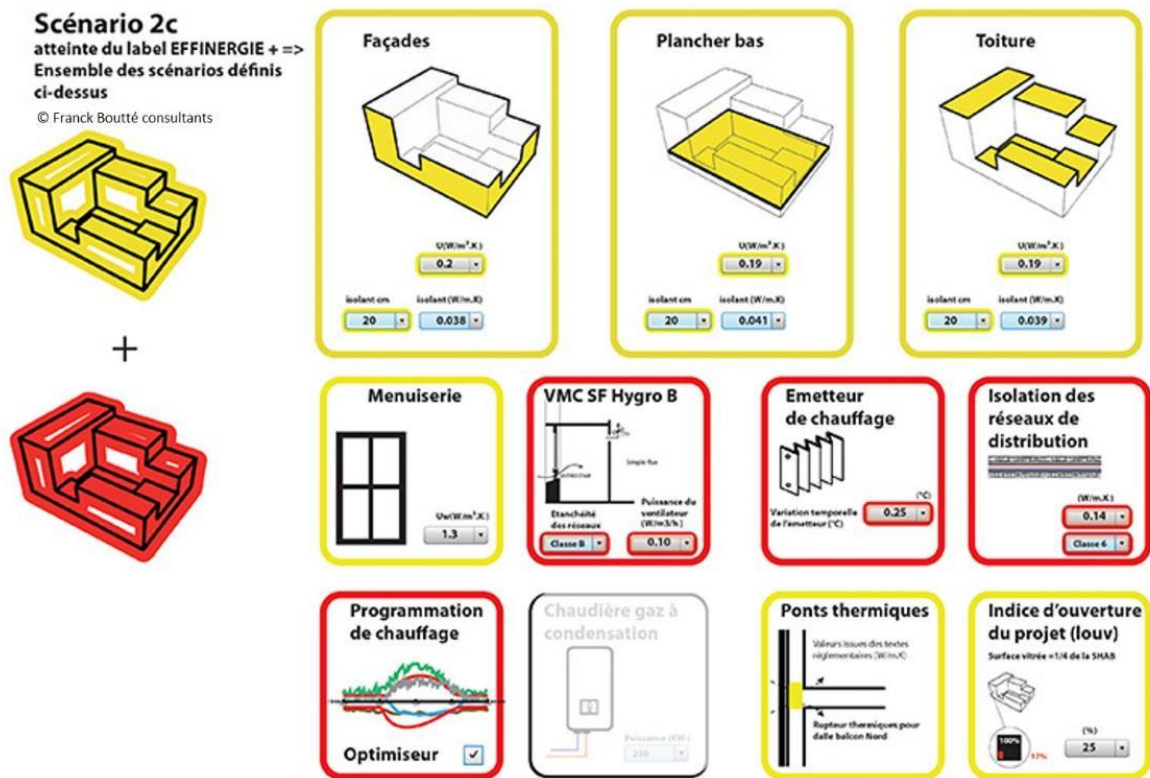 Scénario 2c
atteinte du label EFFINERGIE + =>
Ensemble des scénarios définis
ci-dessus
© Franck Boutté consultants
+
Façades
U(W/m².K)
0.2
isolant cm
isolant (W/m.K)
20
0.038
Plancher bas
U(W/m².K)
0.19
isolant cm
isolant (W/m.K)
20
0.041
Toiture
U(W/m².K)
0.19
isolant cm
isolant (W/m.K)
20
0.039
Menuiserie
Uw(W/m².K)
1.3
VMC SF Hygro B
Simple flux
Etanchéité
des réseaux
Classe B
Puissance du
ventilateur
(W/m3/h)
0.10
Emetteur
de chauffage
(°C)
Variation temporelle
de l'émetteur (°C)
0.25
Isolation des
réseaux de
distribution
(W/m.K)
0.14
Classe 6
Programmation
de chauffage
Optimiseur
Chaudière gaz à
condensation
Puissance (KW)
230
Ponts thermiques
Valeurs issues des textes
réglementaires (W/m.K)
Rupteur thermiques pour
dalle balcon Nord
Indice d'ouverture
du projet (louv)
Surface vitrée =1/4 de la SHAB
100%
(%)
25